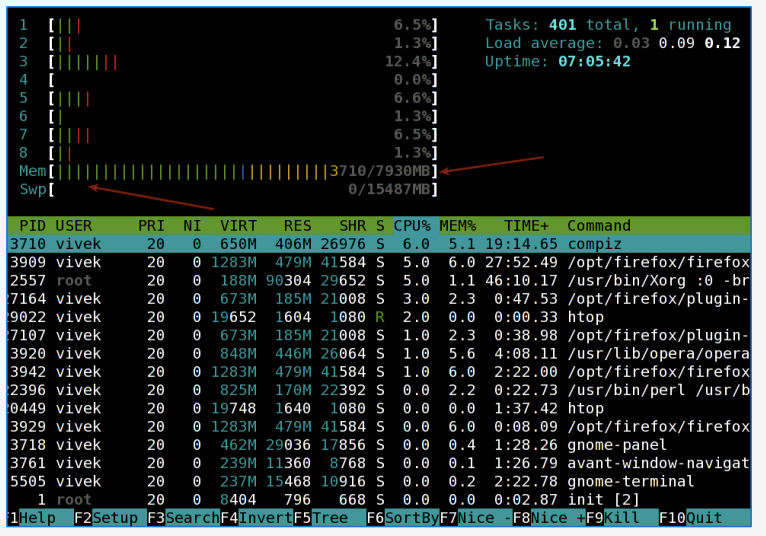 1 [||| 6.5%] Tasks: 401 total, 1 running
2 [|| 1.3%] Load average: 0.03 0.09 0.12
3 [||||||| 12.4%] Uptime: 07:05:42
4 [ 0.0%]
5 [|||| 6.6%]
6 [| 1.3%]
7 [|||| 6.5%]
8 [|| 1.3%]
Mem[||||||||||||||||||||||||||||||3710/7930MB]
Swp[ 0/15487MB]
PID USER PRI NI VIRT RES SHR S CPU% MEM% TIME+ Command
3710 vivek 20 0 650M 406M 26976 S 6.0 5.1 19:14.65 compiz
3909 vivek 20 0 1283M 479M 41584 S 5.0 6.0 27:52.49 /opt/firefox/firefox
2557 root 20 0 188M 90304 29652 S 5.0 1.1 46:10.17 /usr/bin/Xorg :0 -br
27164 vivek 20 0 673M 185M 21008 S 3.0 2.3 0:47.53 /opt/firefox/plugin-
29022 vivek 20 0 19652 1604 1080 R 2.0 0.0 0:00.33 htop
27107 vivek 20 0 673M 185M 21008 S 1.0 2.3 0:38.98 /opt/firefox/plugin-
3920 vivek 20 0 848M 446M 26064 S 1.0 5.6 4:08.11 /usr/lib/opera/opera
3942 vivek 20 0 1283M 479M 41584 S 1.0 6.0 2:22.00 /opt/firefox/firefox
22396 vivek 20 0 825M 170M 22392 S 0.0 2.2 0:22.73 /usr/bin/perl /usr/b
20449 vivek 20 0 19748 1640 1080 S 0.0 0.0 1:37.42 htop
3929 vivek 20 0 1283M 479M 41584 S 0.0 6.0 0:08.09 /opt/firefox/firefox
3718 vivek 20 0 462M 29036 17856 S 0.0 0.4 1:28.26 gnome-panel
3761 vivek 20 0 239M 11360 8768 S 0.0 0.1 1:26.79 avant-window-navigat
5505 vivek 20 0 237M 15468 10916 S 0.0 0.2 2:22.78 gnome-terminal
1 root 20 0 8404 796 668 S 0.0 0.0 0:02.87 init [2]
F1Help F2Setup F3SearchF4InvertF5Tree F6SortByF7Nice -F8Nice +F9Kill F10Quit